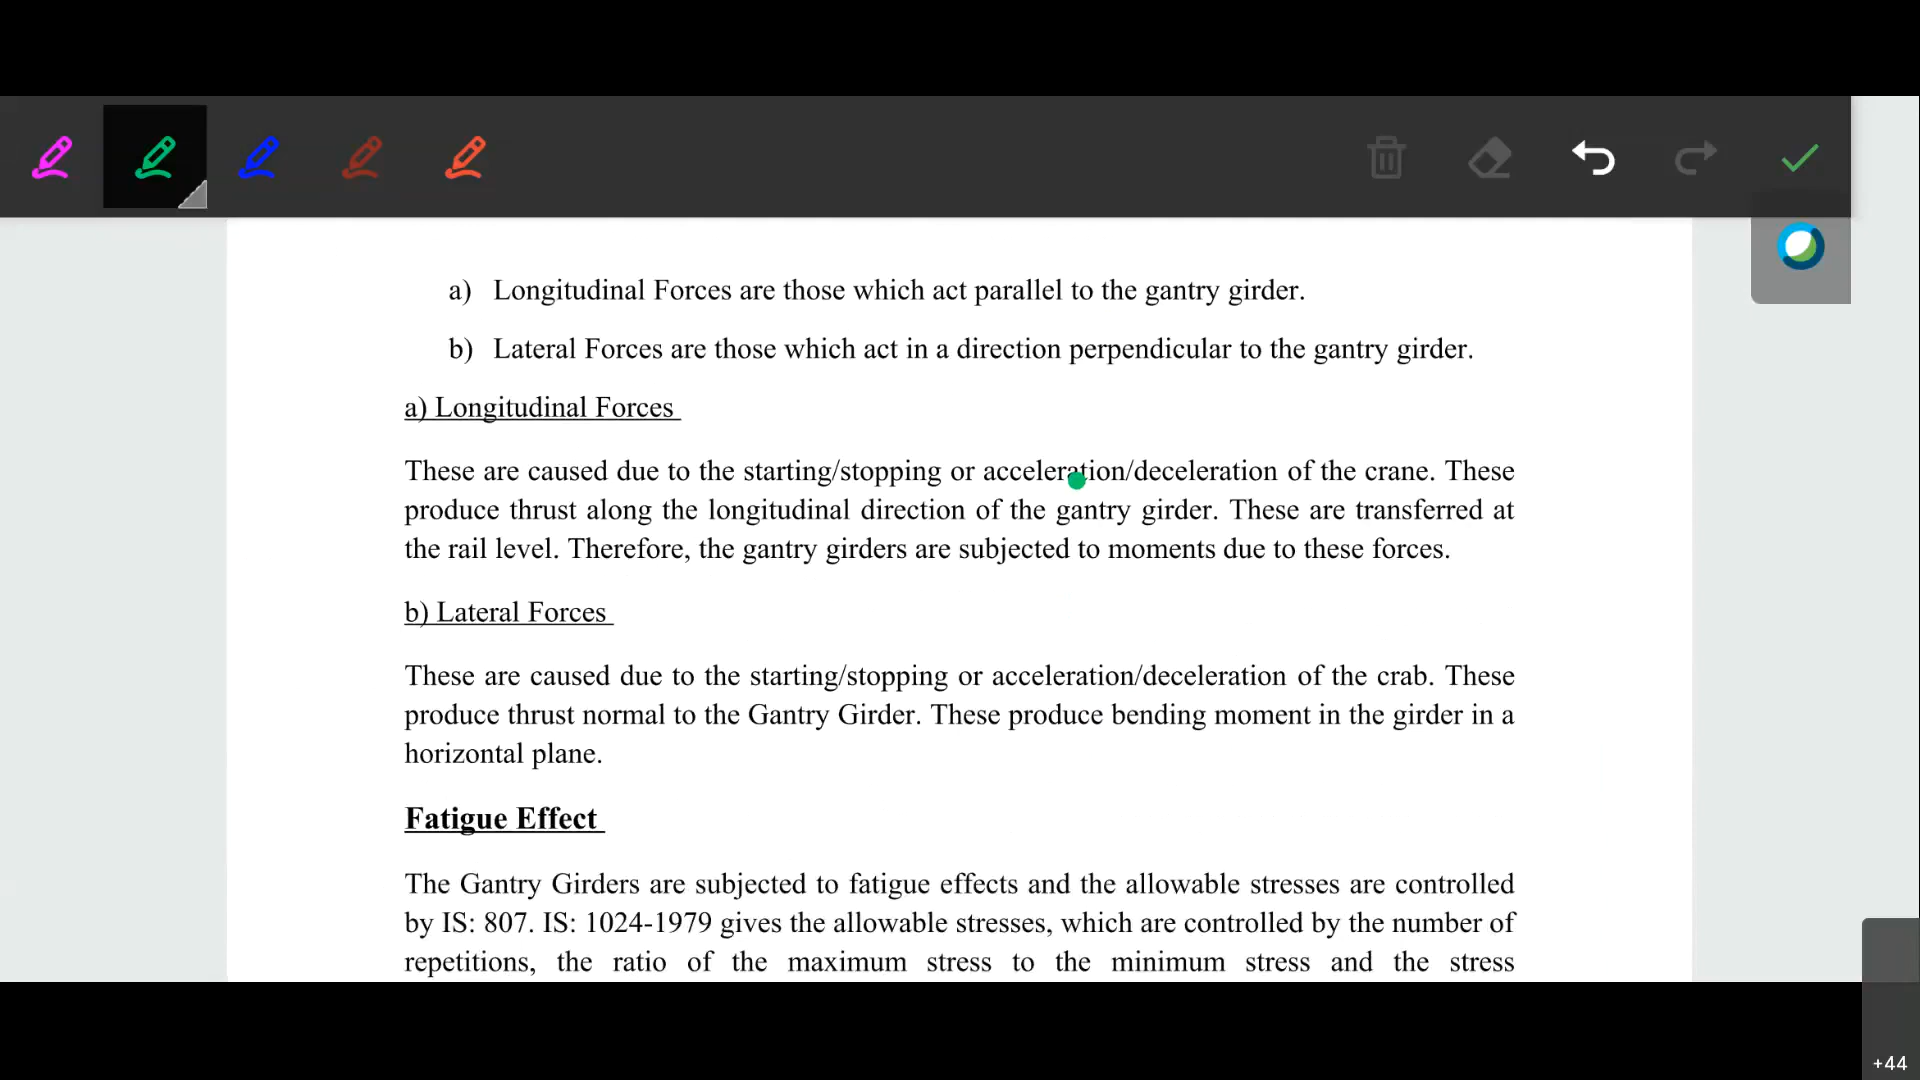 a) Longitudinal Forces are those which act parallel to the gantry girder.
b) Lateral Forces are those which act in a direction perpendicular to the gantry girder.
a) Longitudinal Forces
These are caused due to the starting/stopping or acceleration/deceleration of the crane. These
produce thrust along the longitudinal direction of the gantry girder. These are transferred at
the rail level. Therefore, the gantry girders are subjected to moments due to these forces.
b) Lateral Forces
These are caused due to the starting/stopping or acceleration/deceleration of the crab. These
produce thrust normal to the Gantry Girder. These produce bending moment in the girder in a
horizontal plane.
Fatigue Effect
The Gantry Girders are subjected to fatigue effects and the allowable stresses are controlled
by IS: 807. IS: 1024-1979 gives the allowable stresses, which are controlled by the number of
repetitions, the ratio of the maximum stress to the minimum stress and the stress
+44